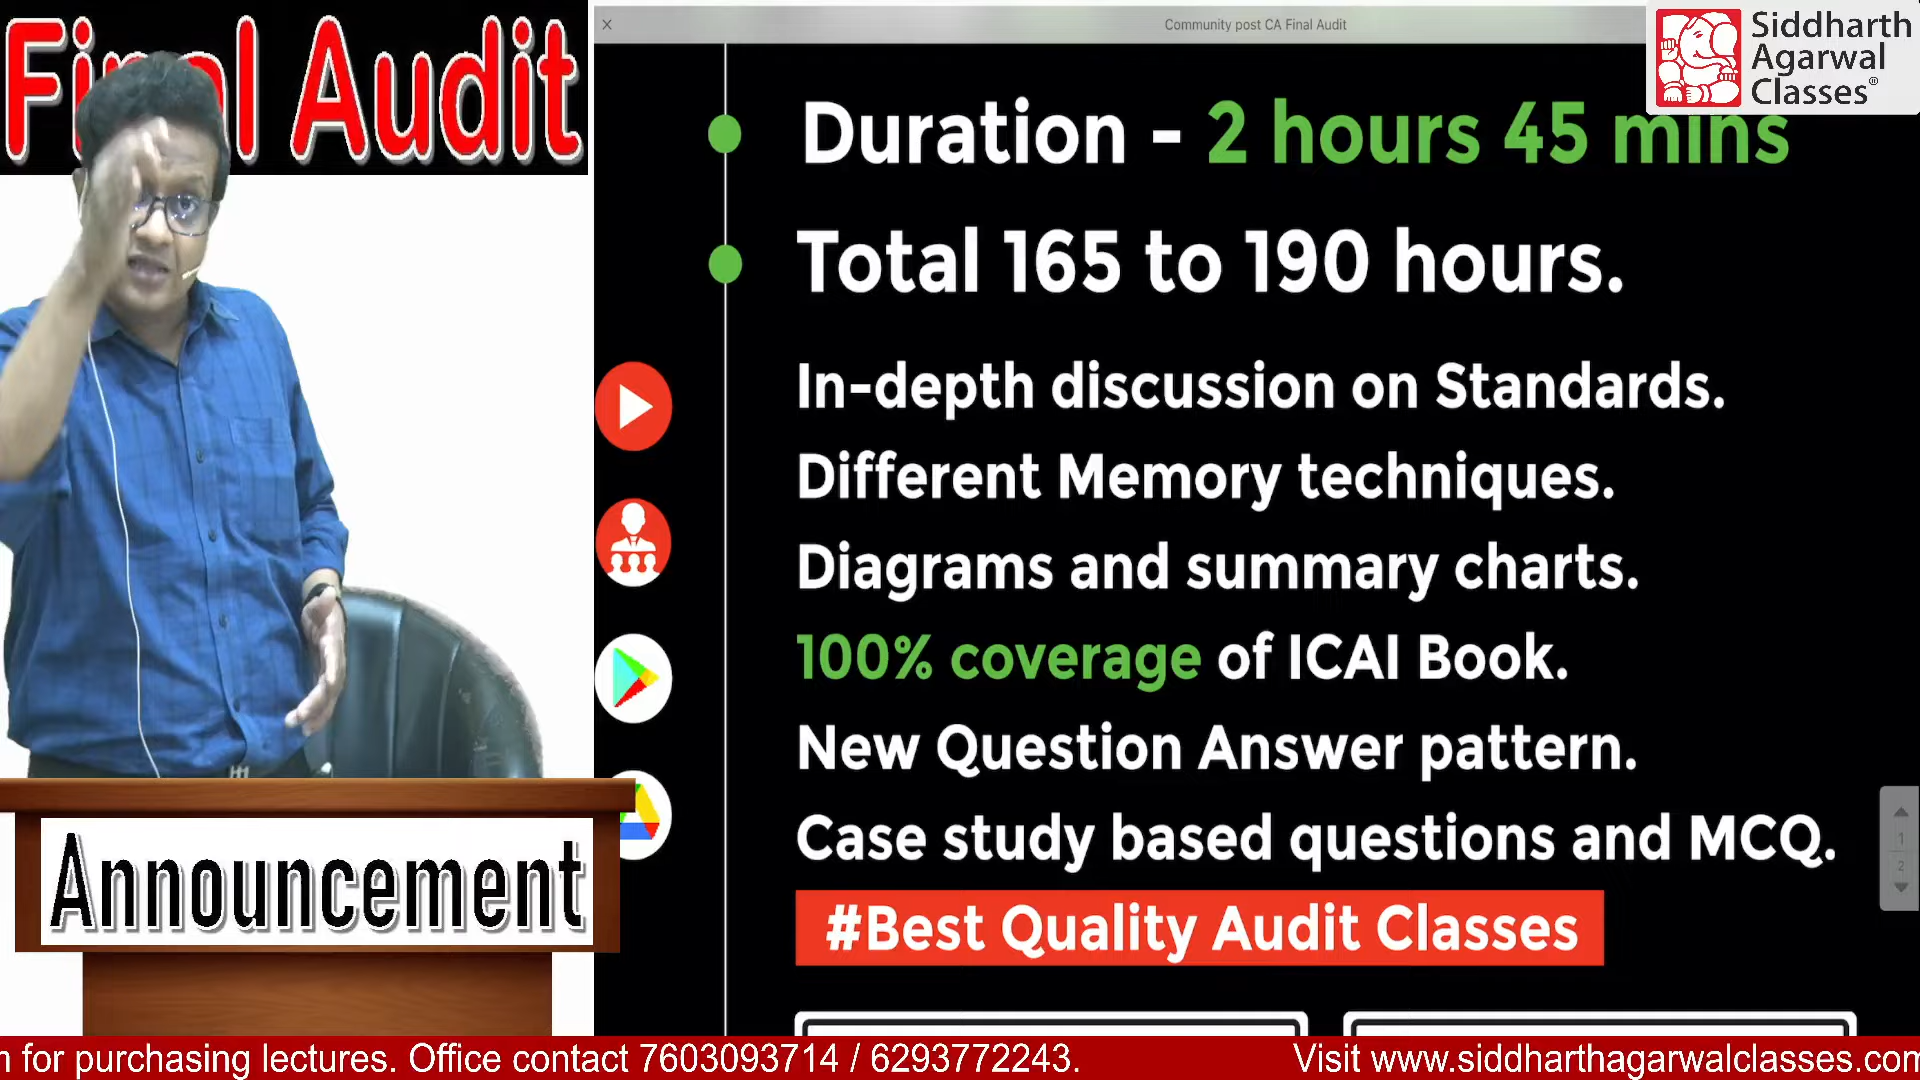 Final Audit
Community post CA Final Audit
Siddharth
Agarwal
Classes®
Duration - 2 hours 45 mins
Total 165 to 190 hours.
In-depth discussion on Standards.
Different Memory techniques.
Diagrams and summary charts.
100% coverage of ICAI Book.
New Question Answer pattern.
Case study based questions and MCQ.
#Best Quality Audit Classes
1
2
Announcement
for purchasing lectures. Office contact 7603093714 / 6293772243. Visit www.siddharthagarwalclasses.com